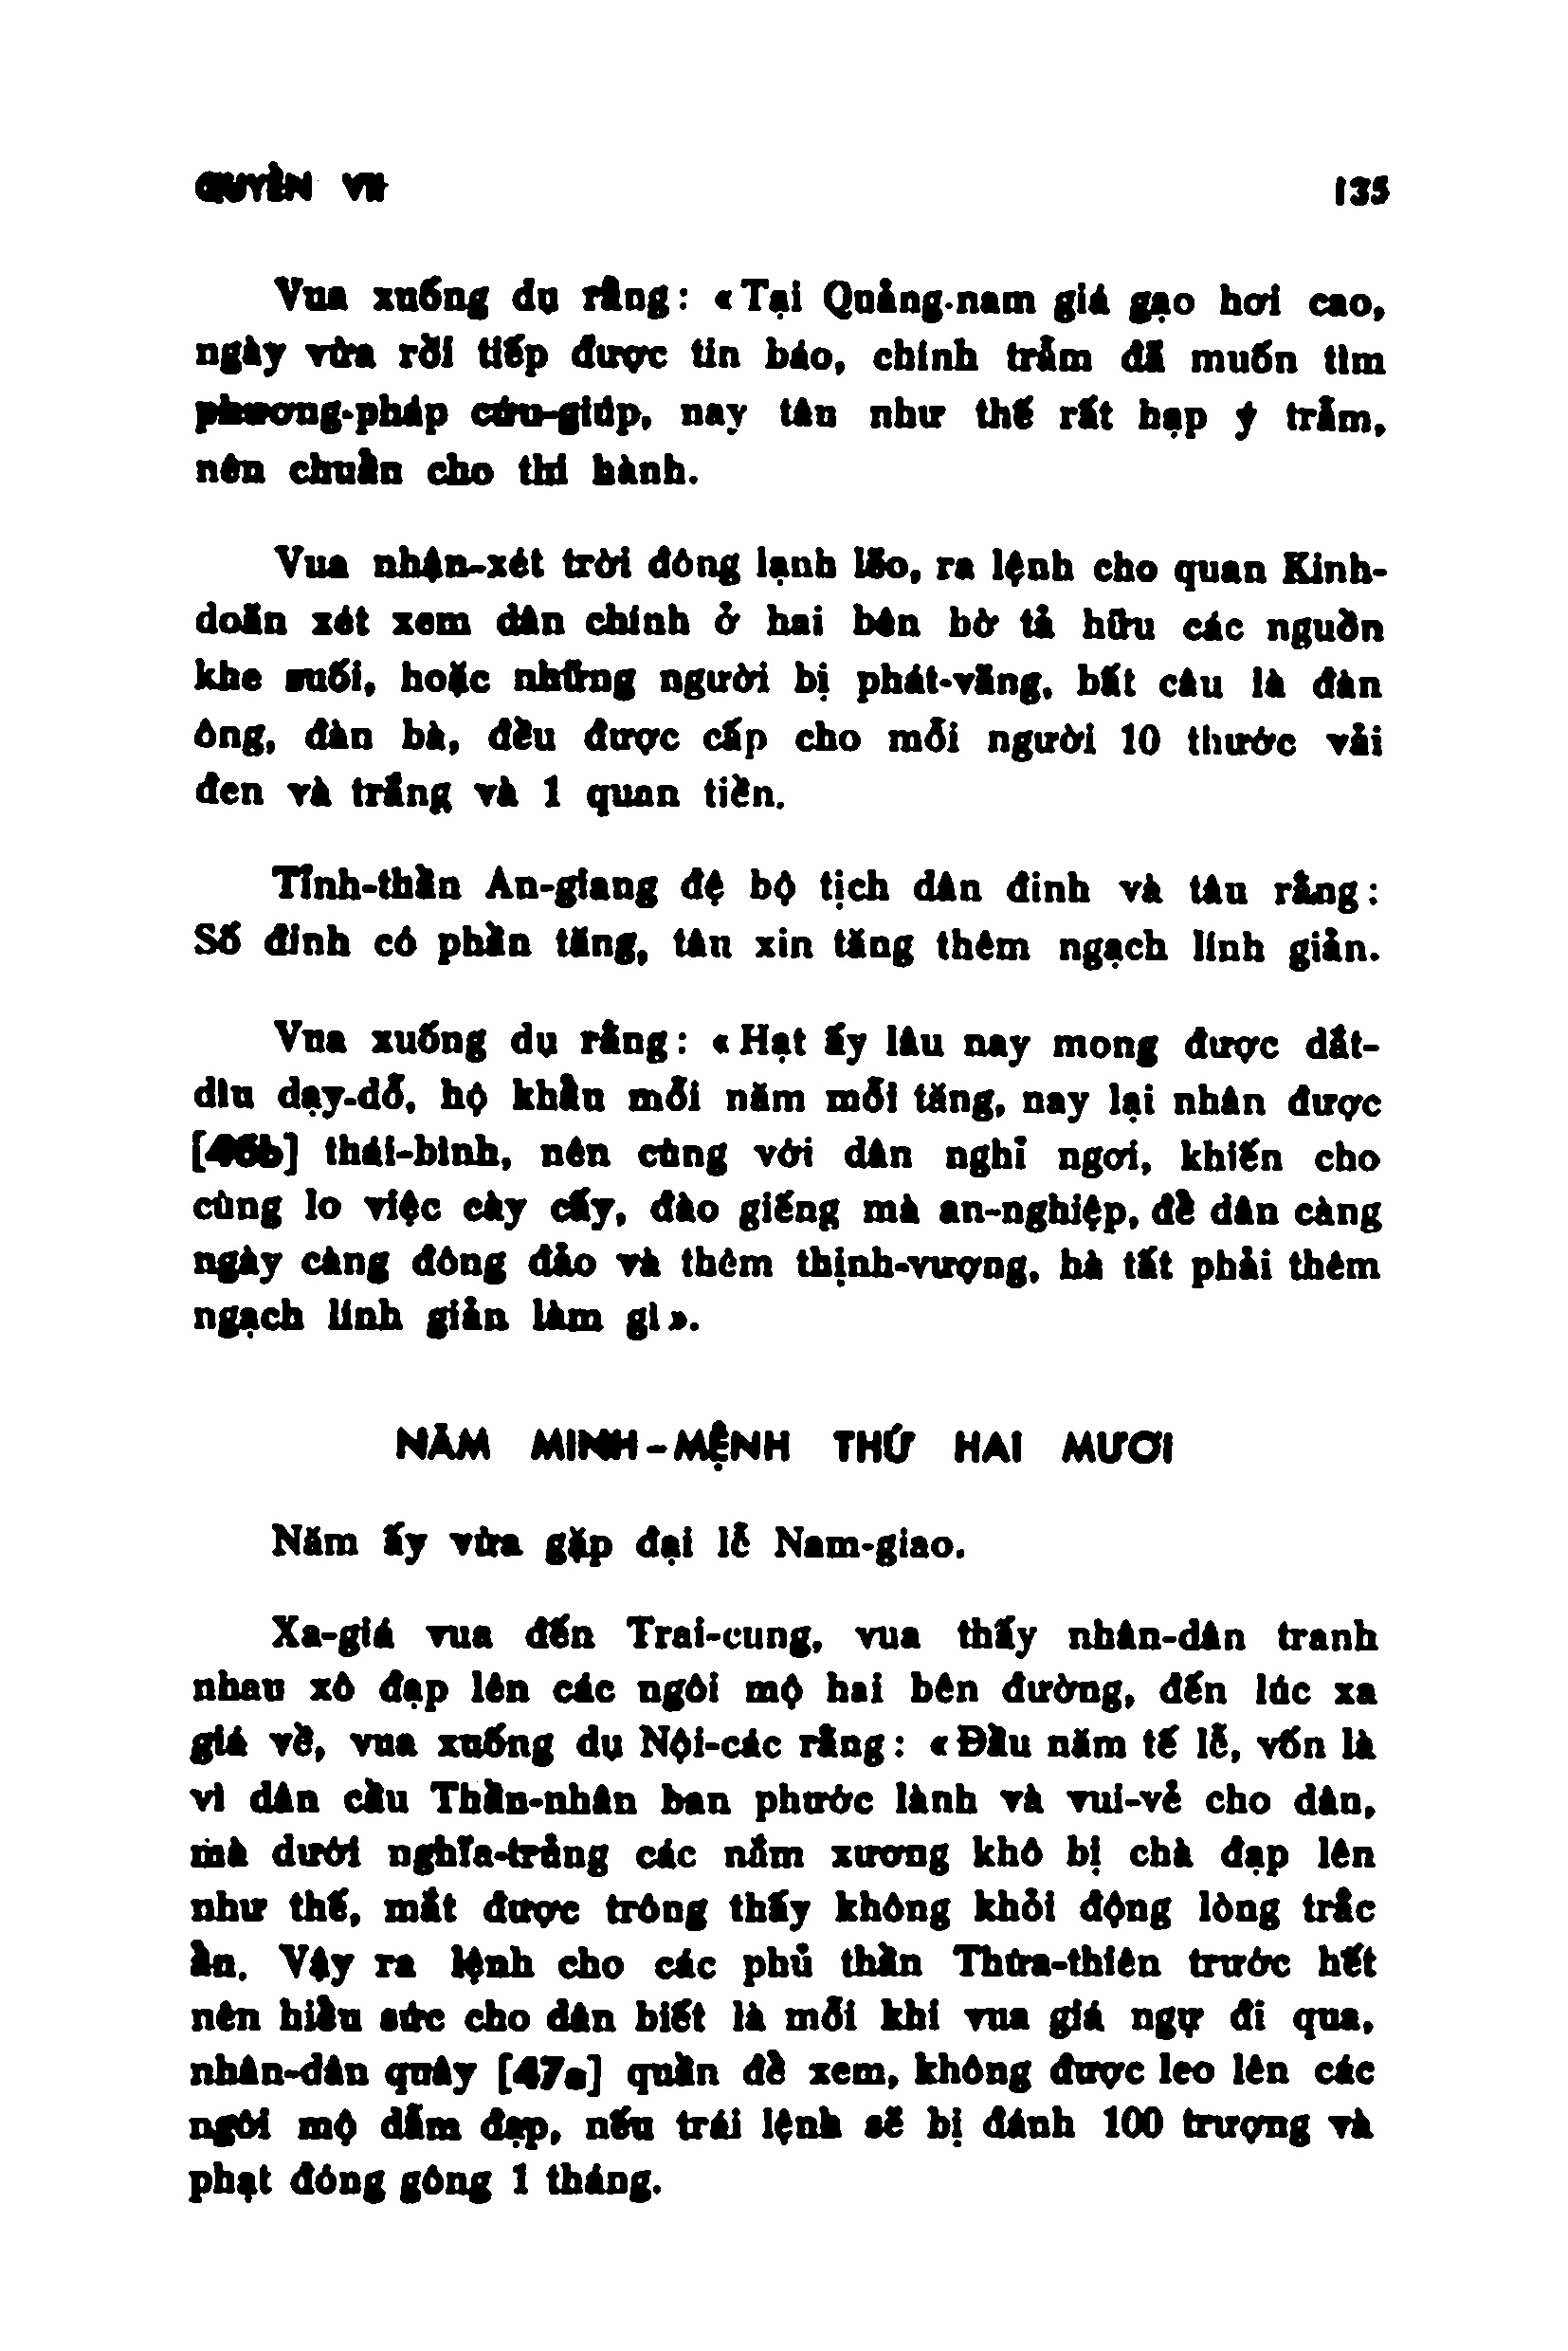 QUYỀN VII 135
Vua xuống dụ rằng: «Tại Quảng-nam giá gạo hơi cao,
ngày vừa rồi tiếp được tin báo, chính trẫm đã muốn tìm
phương-pháp cứu-giúp, nay tâu như thế rất hạp ý trẫm,
nên chuẩn cho thi hành.
Vua nhận-xét trời đông lạnh lẽo, ra lệnh cho quan Kinh-
doãn xét xem dân chính ở hai bên bờ tả hữu các nguồn
khe suối, hoặc những người bị phát-vãng, bất câu là đàn
ông, đàn bà, đều được cấp cho mỗi người 10 thước vải
đen và trắng và 1 quan tiền.
Tỉnh-thần An-giang đệ bộ tịch dân đinh và tâu rằng:
Số đinh có phần tăng, tâu xin tăng thêm ngạch lính giản.
Vua xuống dụ rằng: «Hạt ấy lâu nay mong được dắt-
dìu dạy-dỗ, hộ khẩu mỗi năm mỗi tăng, nay lại nhân được
[46b] thái-bình, nên cùng với dân nghỉ ngơi, khiến cho
cùng lo việc cày cấy, đào giếng mà an-nghiệp, để dân càng
ngày càng đông đảo và thêm thịnh-vượng, hà tất phải thêm
ngạch lính giản làm gì».
NĂM MINH-MỆNH THỨ HAI MƯƠI
Năm ấy vừa gặp đại lễ Nam-giao.
Xa-giá vua đến Trai-cung, vua thấy nhân-dân tranh
nhau xô đạp lên các ngôi mộ hai bên đường, đến lúc xa
giá về, vua xuống dụ Nội-các rằng: «Đầu năm tế lễ, vốn là
vì dân cầu Thần-nhân ban phước lành và vui-vẻ cho dân,
mà dưới nghĩa-trủng các nắm xương khô bị chà đạp lên
như thế, mắt được trông thấy không khỏi động lòng trắc
ẩn. Vậy ra lệnh cho các phủ thần Thừa-thiên trước hết
nên hiểu sức cho dân biết là mỗi khi vua giá ngự đi qua,
nhân-dân quây [47a] quần để xem, không được leo lên các
ngôi mộ dẫm đạp, nếu trái lệnh sẽ bị đánh 100 trượng và
phạt đóng gông 1 tháng.